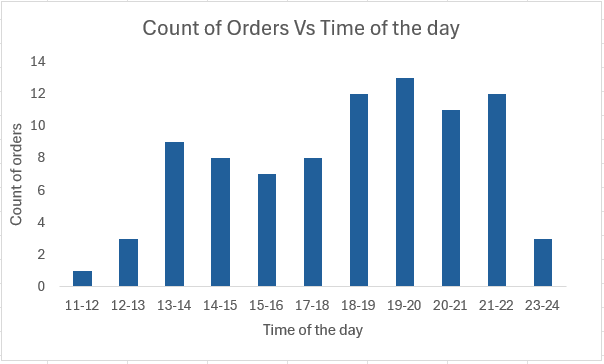 Count of Orders Vs Time of the day
14
12
10
8
6
4
2
0
Count of orders
11-12 12-13 13-14 14-15 15-16 17-18 18-19 19-20 20-21 21-22 23-24
Time of the day